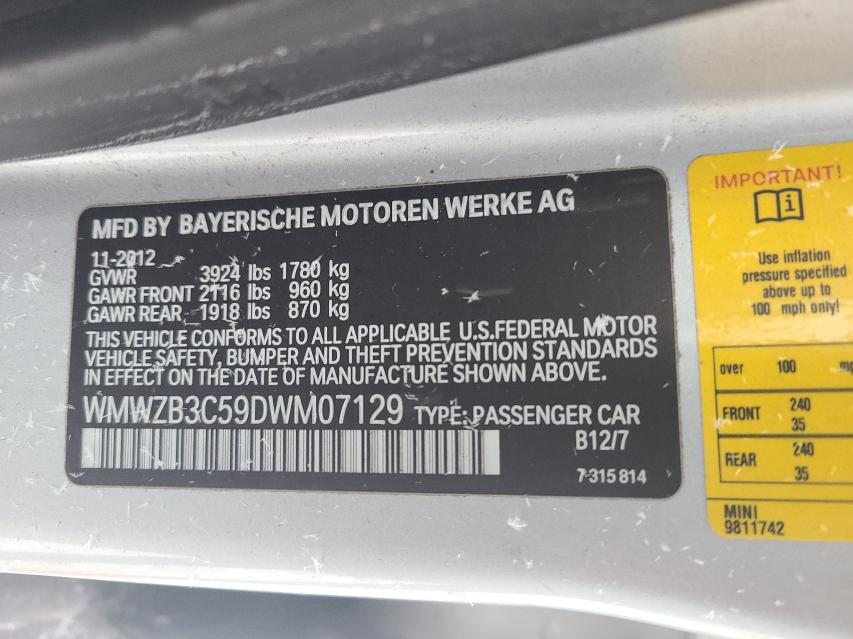 MFD BY BAYERISCHE MOTOREN WERKE AG
11-2012
GVWR 3924 lbs 1780 kg
GAWR FRONT 2116 lbs 960 kg
GAWR REAR 1918 lbs 870 kg
THIS VEHICLE CONFORMS TO ALL APPLICABLE U.S.FEDERAL MOTOR
VEHICLE SAFETY, BUMPER AND THEFT PREVENTION STANDARDS
IN EFFECT ON THE DATE OF MANUFACTURE SHOWN ABOVE.
WMWZB3C59DWM07129 TYPE: PASSENGER CAR
B12/7
7 315 814
IMPORTANT!
i
Use inflation
pressure specified
above up to
100 mph only!
over 100
FRONT 240
35
REAR 240
35
MINI
9811742